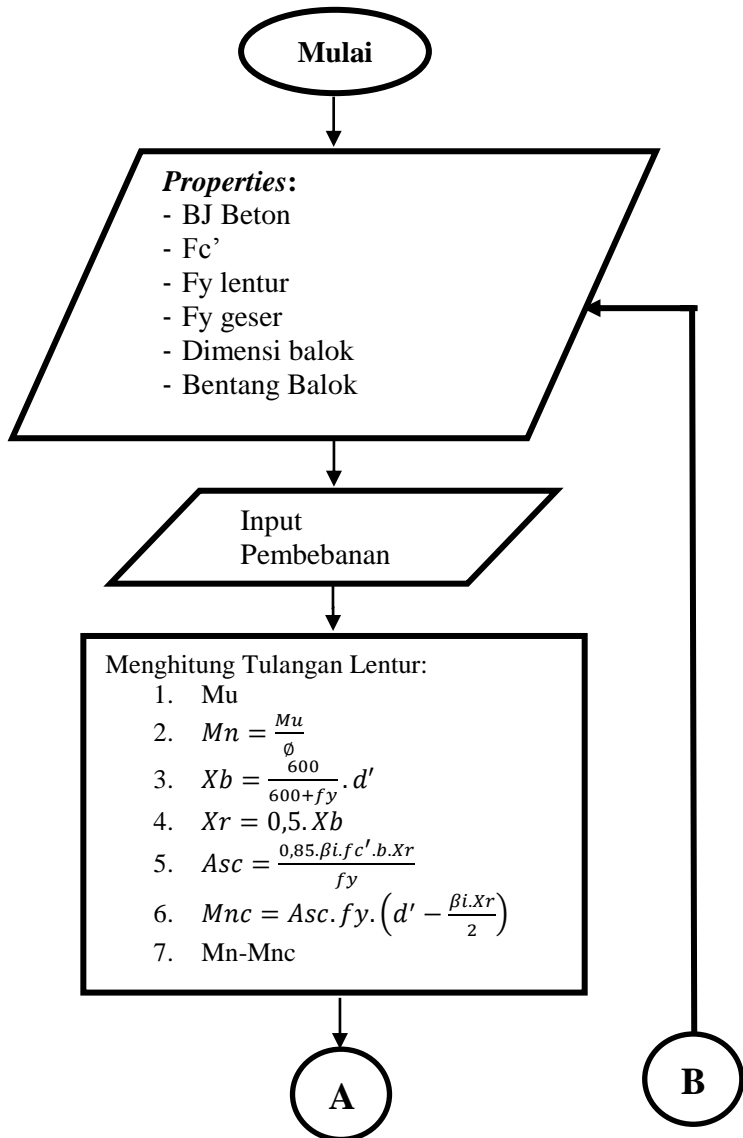 Mulai
Properties:
- BJ Beton
- Fc’
- Fy lentur
- Fy geser
- Dimensi balok
- Bentang Balok
Input
Pembebanan
Menghitung Tulangan Lentur:
1. Mu
2. Mn = Mu/∅
3. Xb = 600/(600+fy) . d′
4. Xr = 0,5. Xb
5. Asc = 0,85.βi.fc′.b.Xr/fy
6. Mnc = Asc. fy. (d′ − βi.Xr/2)
7. Mn-Mnc
A
B